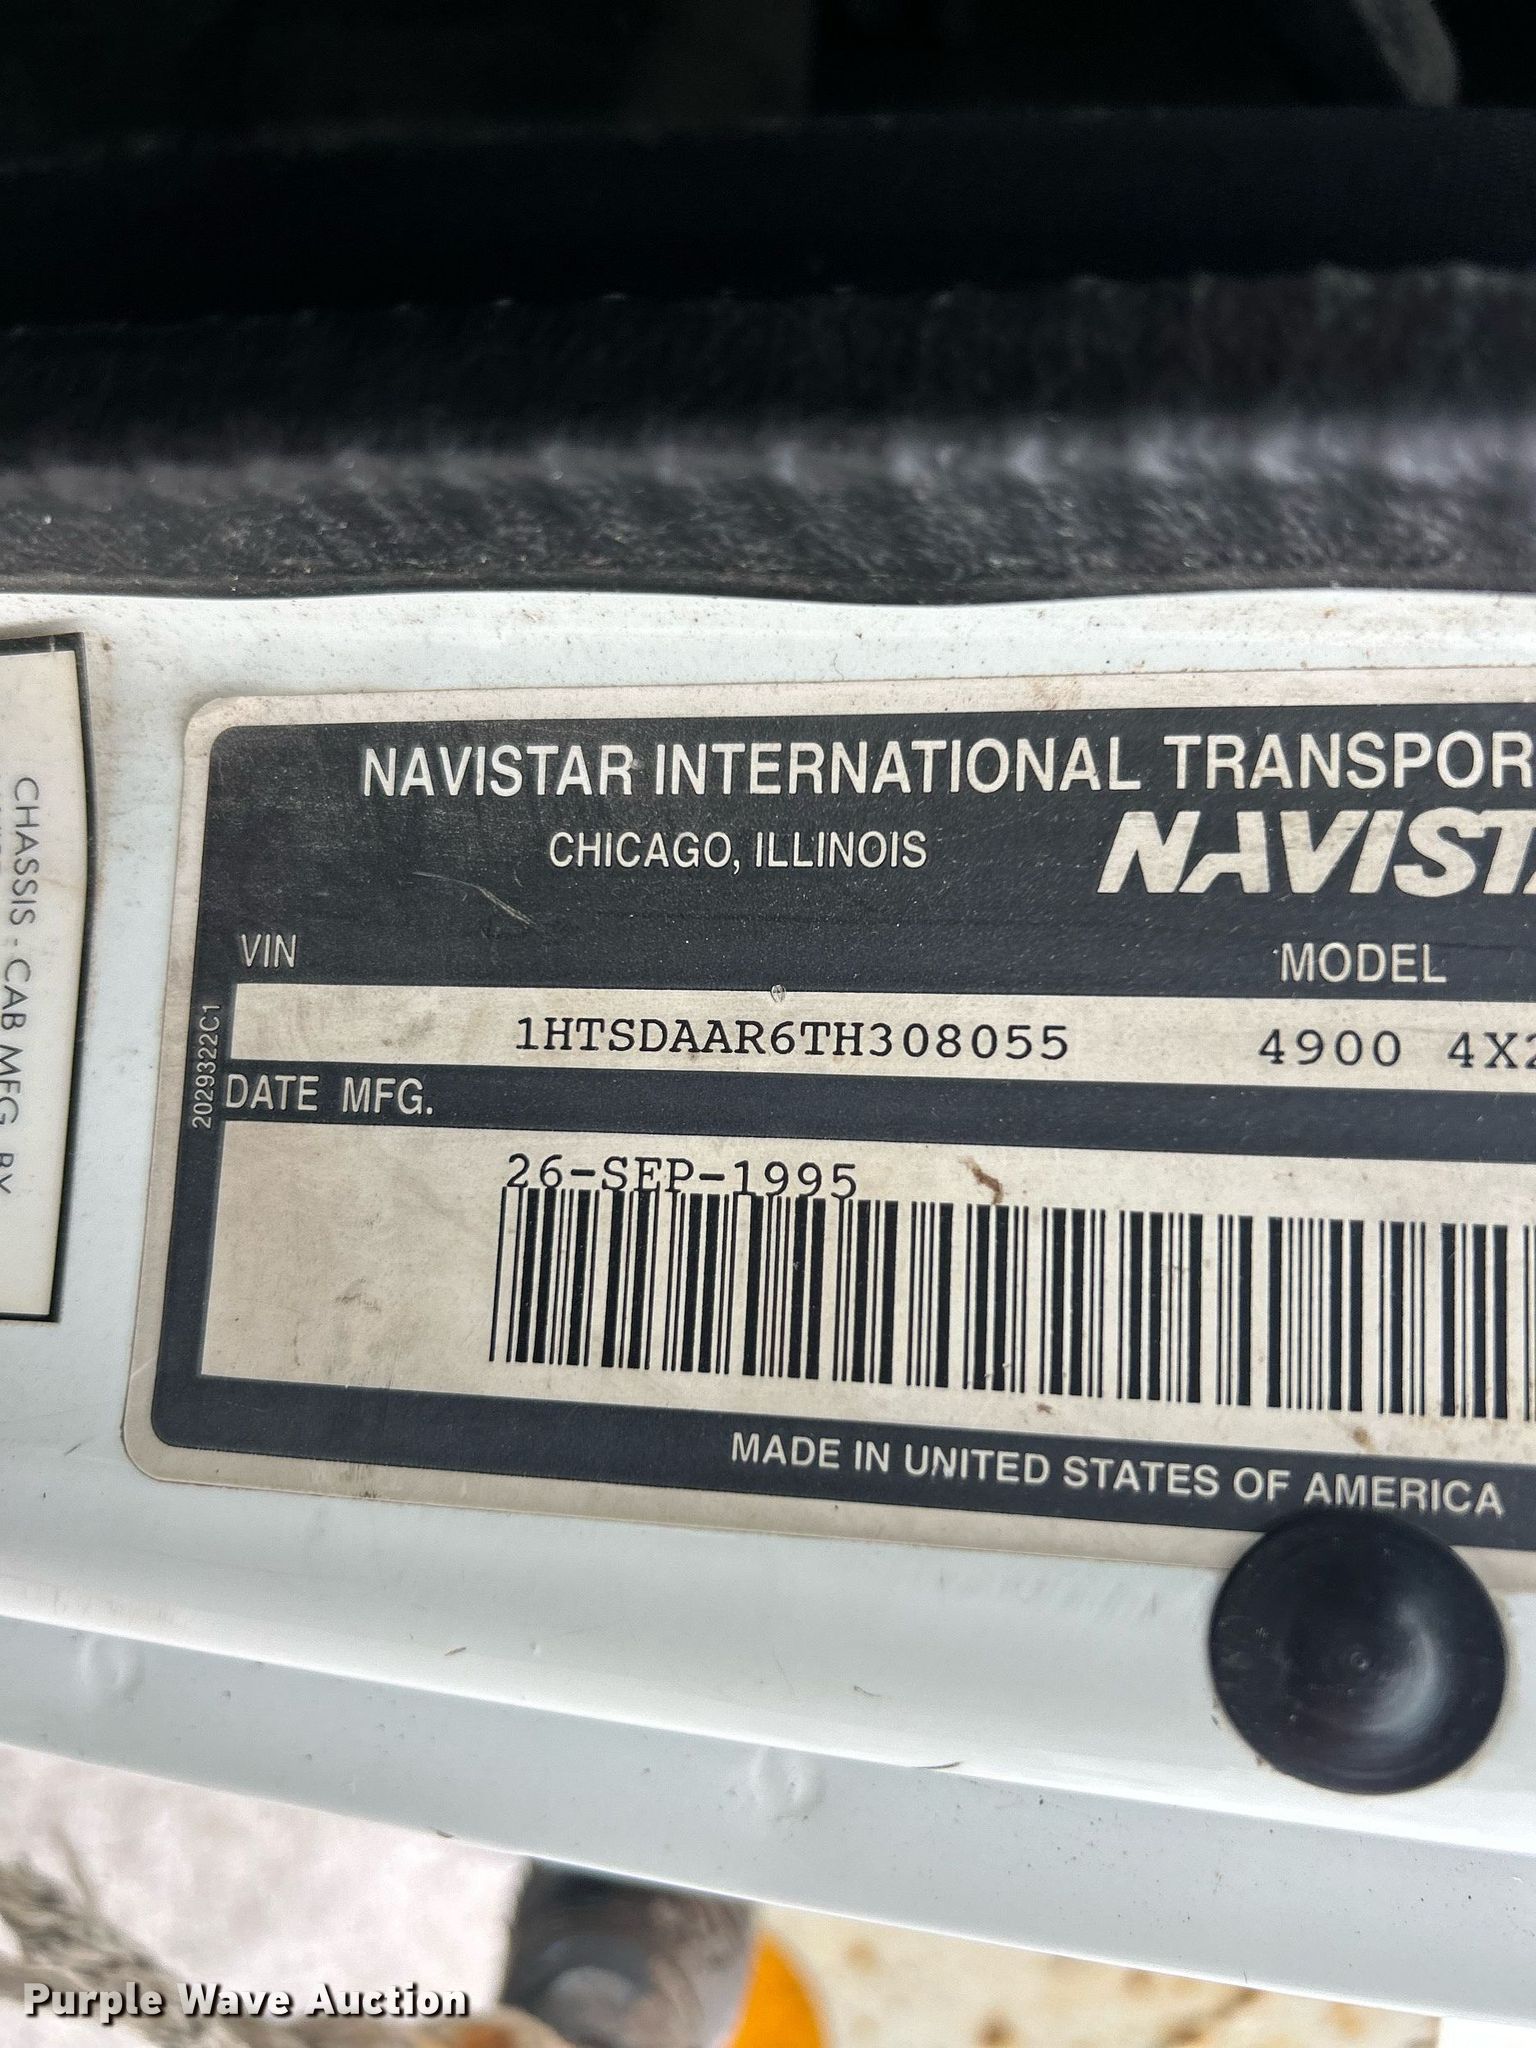 NAVISTAR INTERNATIONAL TRANSPOR
CHICAGO, ILLINOIS
NAVISTA
VIN
MODEL
1HTSDAAR6TH308055
4900 4X2
2029322C1
DATE MFG.
26-SEP-1995
MADE IN UNITED STATES OF AMERICA
CHASSIS - CAB MFG BY
Purple Wave Auction